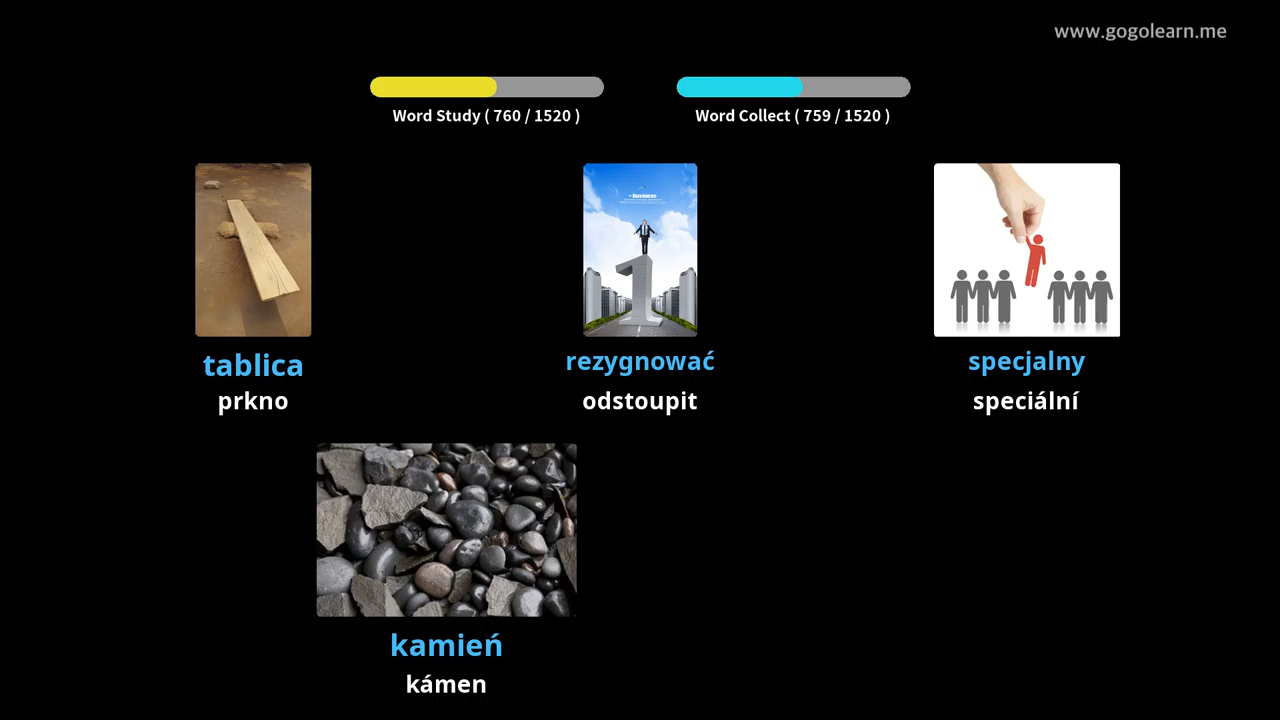 www.gogolearn.me
Word Study ( 760 / 1520 )
Word Collect ( 759 / 1520 )
Business
tablica
prkno
rezygnować
odstoupit
specjalny
speciální
kamień
kámen